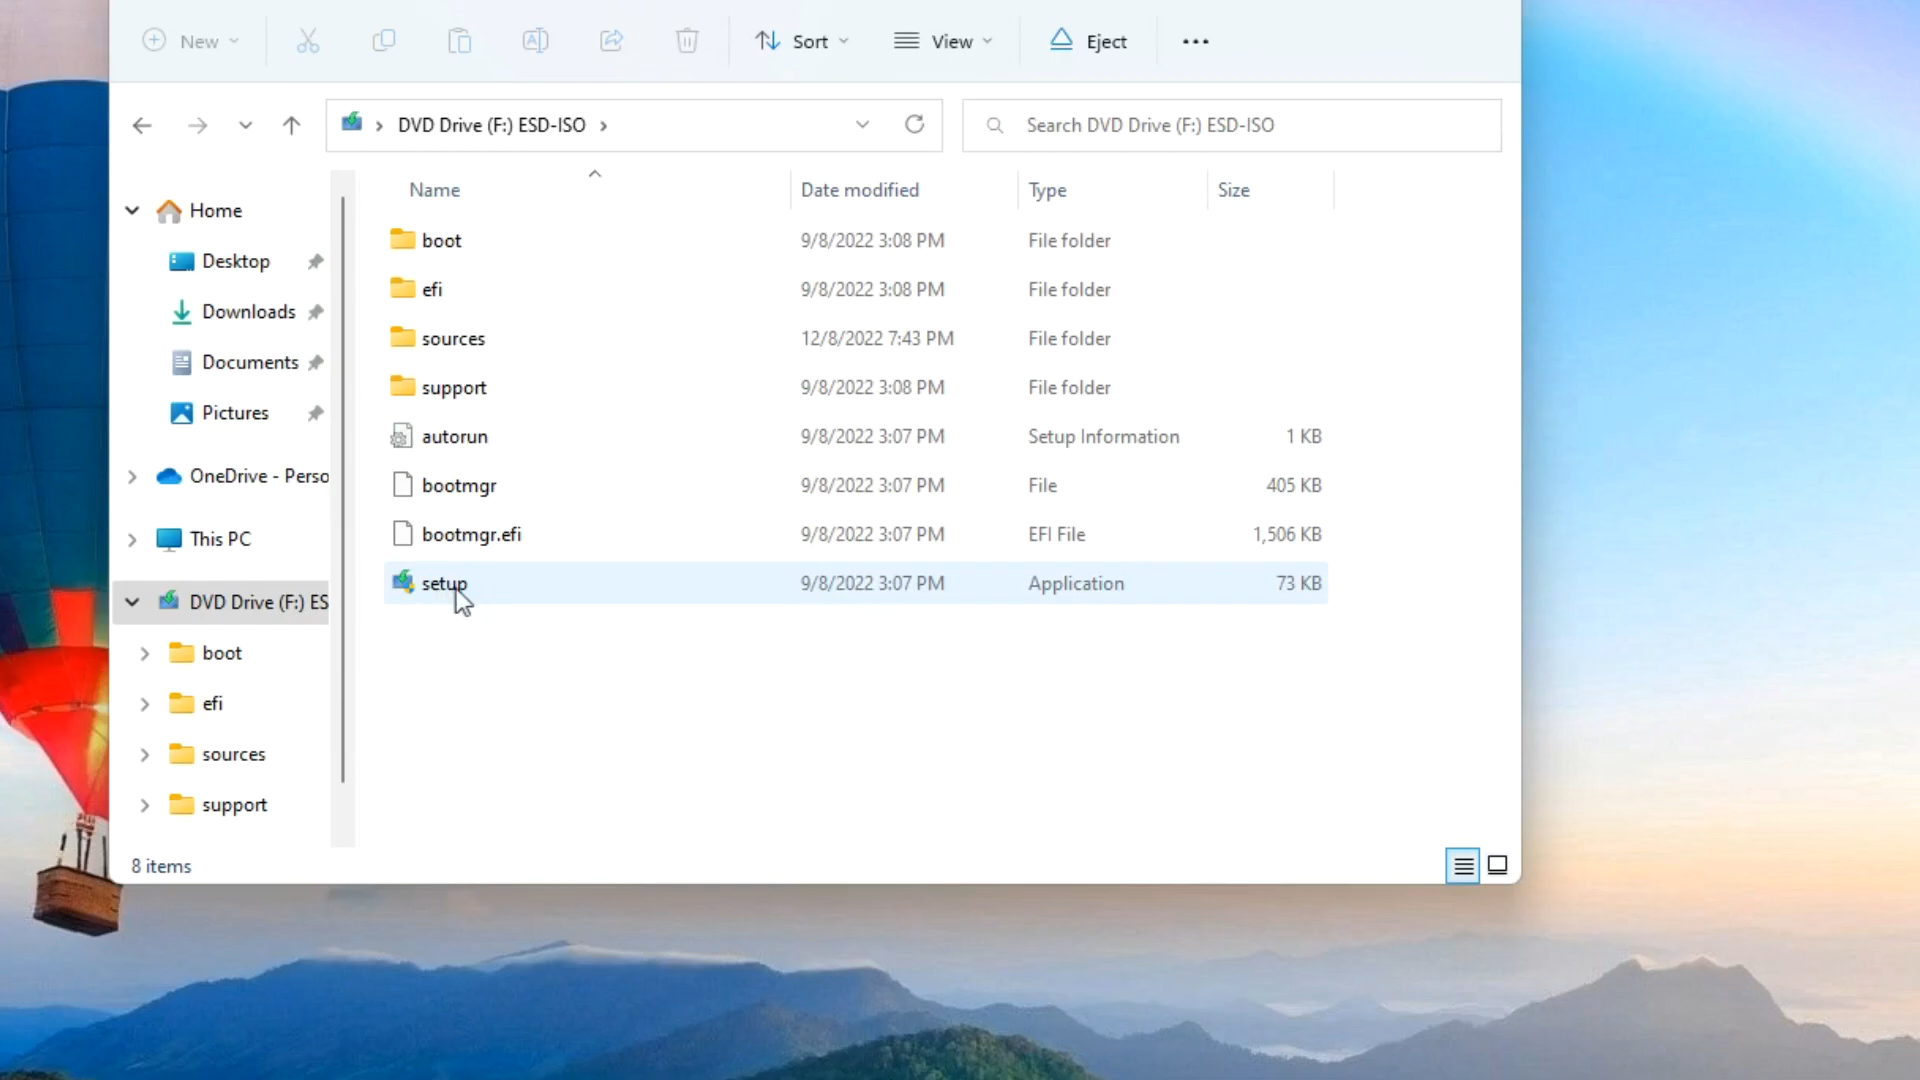 New Sort View Eject
DVD Drive (F:) ESD-ISO Search DVD Drive (F:) ESD-ISO
Home
Desktop
Downloads
Documents
Pictures
OneDrive - Perso
This PC
DVD Drive (F:) ES
boot
efi
sources
support
Name Date modified Type Size
boot 9/8/2022 3:08 PM File folder
efi 9/8/2022 3:08 PM File folder
sources 12/8/2022 7:43 PM File folder
support 9/8/2022 3:08 PM File folder
autorun 9/8/2022 3:07 PM Setup Information 1 KB
bootmgr 9/8/2022 3:07 PM File 405 KB
bootmgr.efi 9/8/2022 3:07 PM EFI File 1,506 KB
setup 9/8/2022 3:07 PM Application 73 KB
8 items